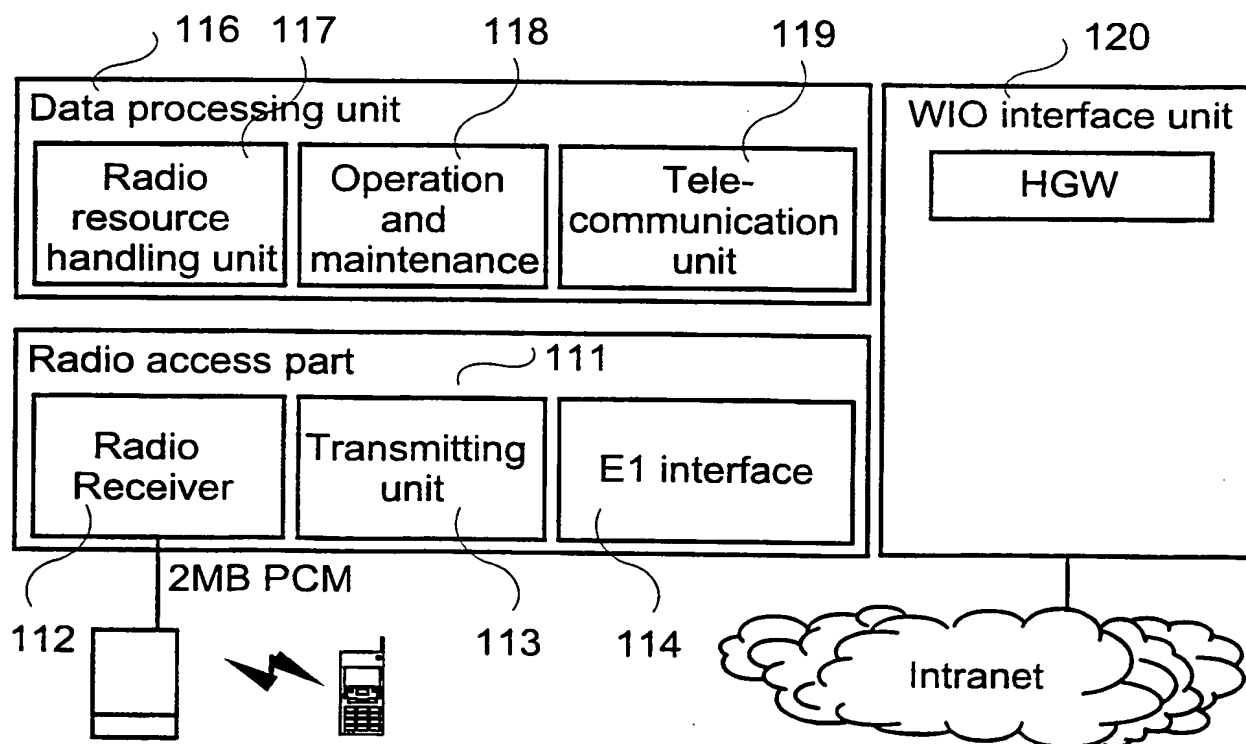 116
117
118
119
120
Data processing unit
WIO interface unit
Radio
resource
handling unit
Operation
and
maintenance
Tele-
communication
unit
HGW
Radio access part
111
Radio
Receiver
Transmitting
unit
E1 interface
2MB PCM
112
113
114
Intranet